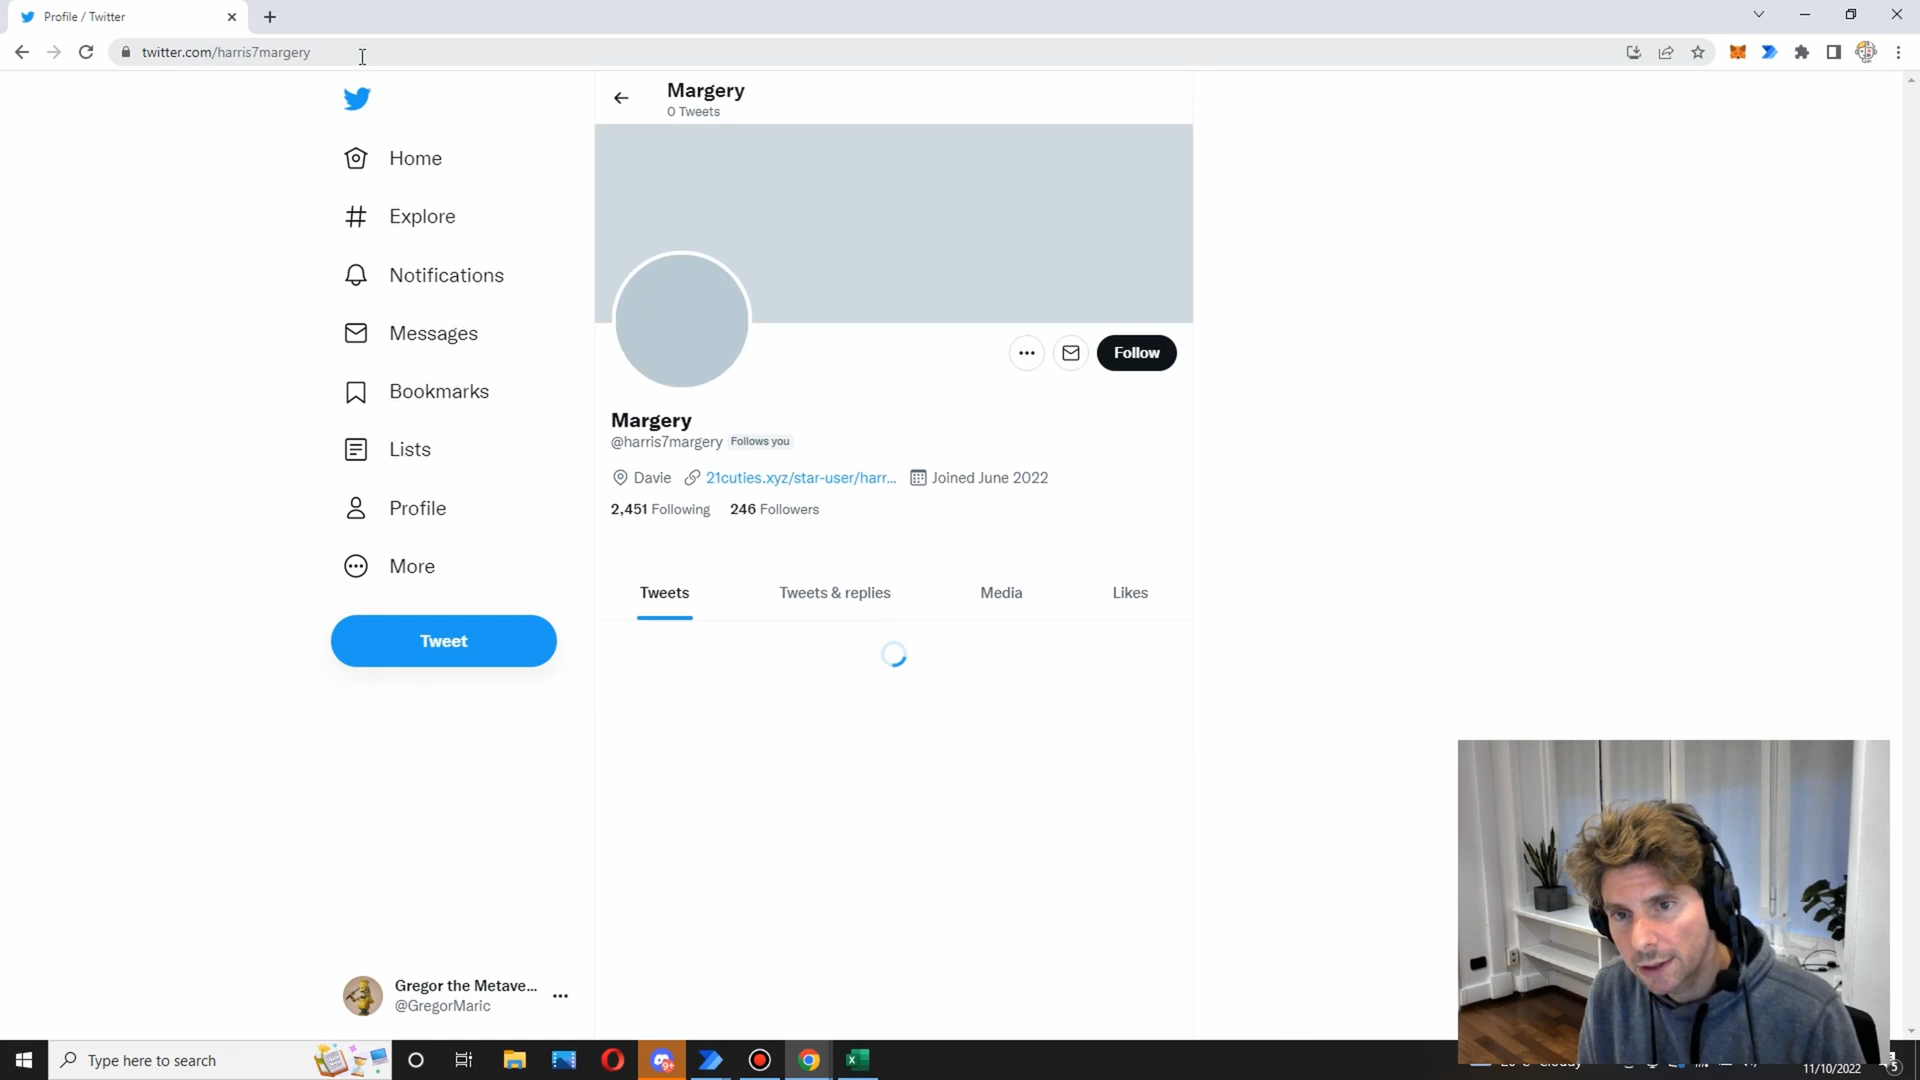 Profile / Twitter
twitter.com/harris7margery
Margery
0 Tweets
Home
Explore
Notifications
Messages
Bookmarks
Lists
Profile
More
Tweet
Follow
Margery
@harris7margery Follows you
Davie 21cuties.xyz/star-user/harr... Joined June 2022
2,451 Following 246 Followers
Tweets Tweets & replies Media Likes
Gregor the Metave...
@GregorMaric
Type here to search
9+
11/10/2022
5